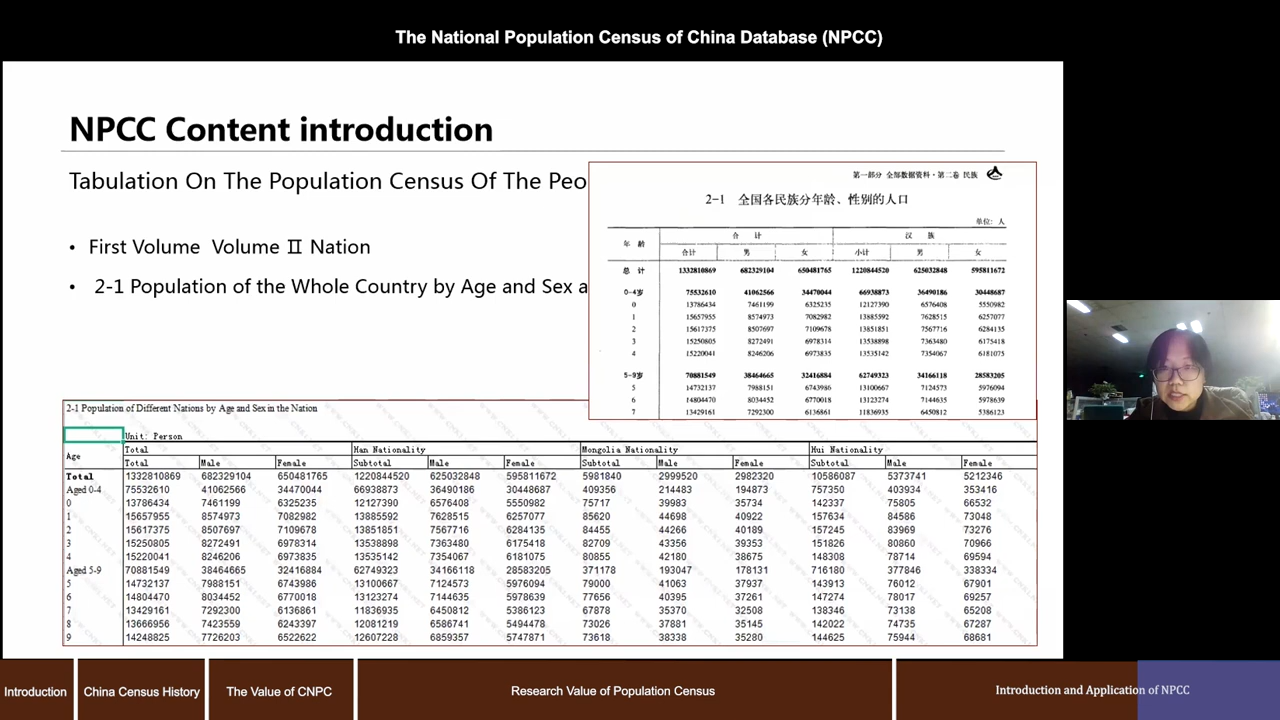 The National Population Census of China Database (NPCC)
NPCC Content introduction
Tabulation On The Population Census Of The Peo
• First Volume Volume Ⅱ Nation
• 2-1 Population of the Whole Country by Age and Sex a
第一部分 全部数据资料·第二卷 民族
2-1 全国各民族分年龄、性别的人口
单位: 人
年 龄 合 计 汉 族
合计 男 女 小计 男 女
总 计 1332810869 682329104 650481765 1220844520 625032848 595811672
0-4岁 75532610 41062566 34470044 66938873 36490186 30448687
0 13786434 7461199 6325235 12127390 6576408 5550982
1 15657955 8574973 7082982 13885592 7628515 6257077
2 15617375 8507697 7109678 13851851 7567716 6284135
3 15250805 8272491 6978314 13538898 7363480 6175418
4 15220041 8246206 6973835 13535142 7354067 6181075
5-9岁 70881549 38464665 32416884 62749323 34166118 28583205
5 14732137 7988151 6743986 13100667 7124573 5976094
6 14804470 8034452 6770018 13123274 7144635 5978639
7 13429161 7292300 6136861 11836935 6450812 5386123
2-1 Population of Different Nations by Age and Sex in the Nation
Unit: Person
Age Total Han Nationality Mongolia Nationality Hui Nationality
Total Male Female Subtotal Male Female Subtotal Male Female Subtotal Male Female
Total 1332810869 682329104 650481765 1220844520 625032848 595811672 5981840 2999520 2982320 10586087 5373741 5212346
Aged 0-4 75532610 41062566 34470044 66938873 36490186 30448687 409356 214483 194873 757350 403934 353416
0 13786434 7461199 6325235 12127390 6576408 5550982 75717 39983 35734 142337 75805 66532
1 15657955 8574973 7082982 13885592 7628515 6257077 85620 44698 40922 157634 84586 73048
2 15617375 8507697 7109678 13851851 7567716 6284135 84455 44266 40189 157245 83969 73276
3 15250805 8272491 6978314 13538898 7363480 6175418 82709 43356 39353 151826 80860 70966
4 15220041 8246206 6973835 13535142 7354067 6181075 80855 42180 38675 148308 78714 69594
Aged 5-9 70881549 38464665 32416884 62749323 34166118 28583205 371178 193047 178131 716180 377846 338334
5 14732137 7988151 6743986 13100667 7124573 5976094 79000 41063 37937 143913 76012 67901
6 14804470 8034452 6770018 13123274 7144635 5978639 77656 40395 37261 147274 78017 69257
7 13429161 7292300 6136861 11836935 6450812 5386123 67878 35370 32508 138346 73138 65208
8 13666956 7423559 6243397 12081219 6586741 5494478 73026 37881 35145 142022 74735 67287
9 14248825 7726203 6522622 12607228 6859357 5747871 73618 38338 35280 144625 75944 68681
Introduction China Census History The Value of CNPC Research Value of Population Census Introduction and Application of NPCC